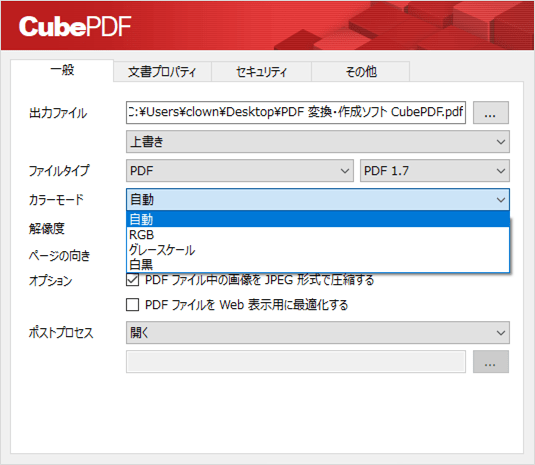 CubePDF
一般 文書プロパティ セキュリティ その他
出力ファイル C:¥Users¥clown¥Desktop¥PDF 変換・作成ソフト CubePDF.pdf ...
上書き
ファイルタイプ PDF PDF 1.7
カラーモード 自動
自動
解像度
RGB
グレースケール
ページの向き
白黒
オプション PDF ファイル中の画像を JPEG 形式で圧縮する
PDF ファイルを Web 表示用に最適化する
ポストプロセス 開く
...